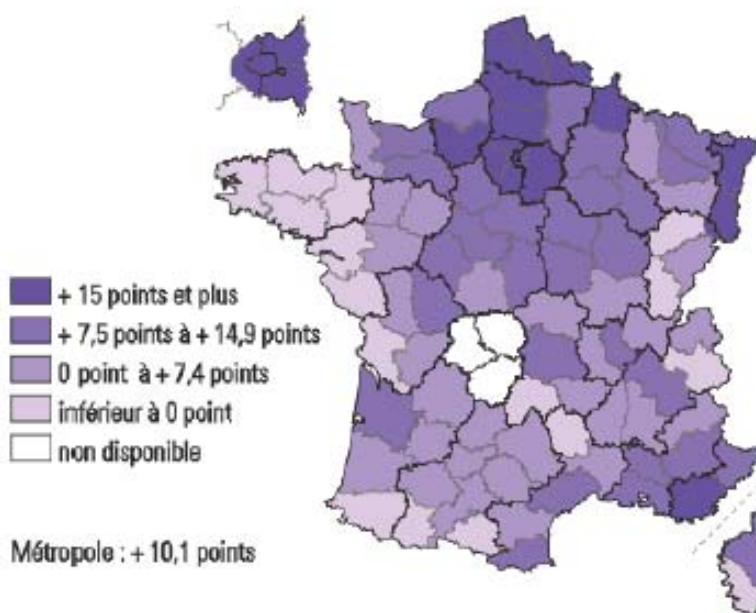 + 15 points et plus
+ 7,5 points à + 14,9 points
0 point à + 7,4 points
inférieur à 0 point
non disponible
Métropole : + 10,1 points